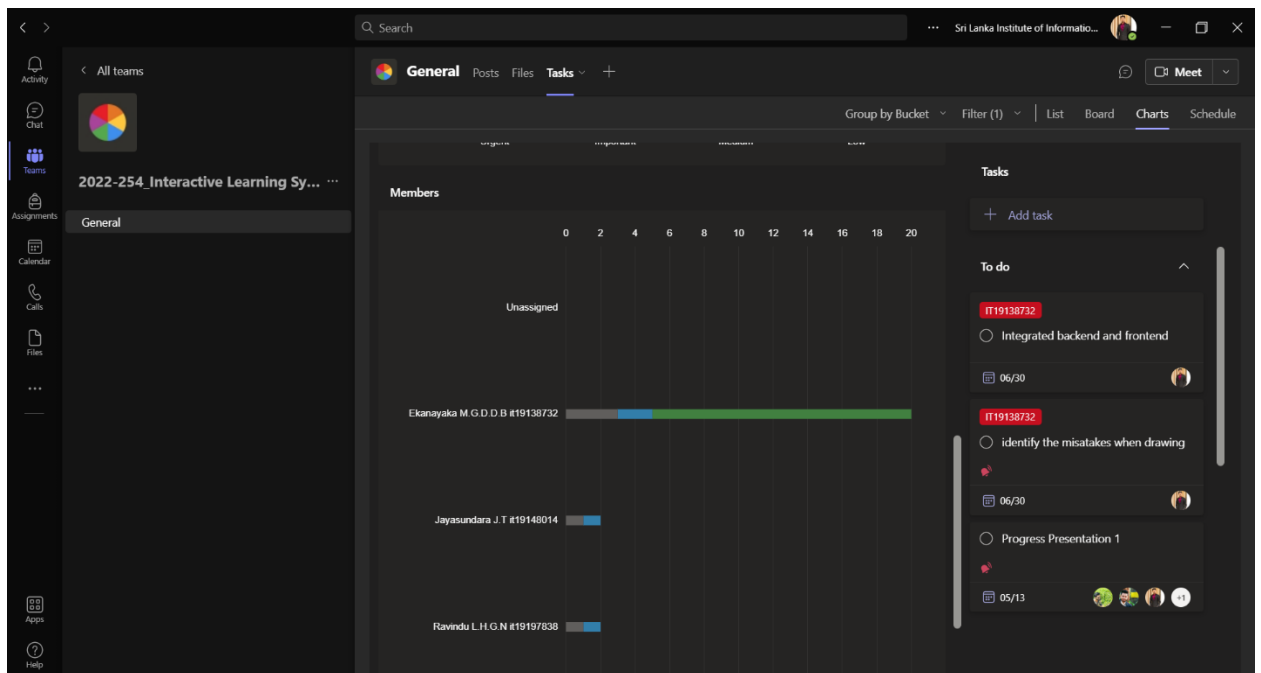 Search
Sri Lanka Institute of Informatio...
Activity
Chat
Teams
Assignments
Calendar
Calls
Files
Apps
Help
All teams
2022-254_Interactive Learning Sy...
General
General Posts Files Tasks
Meet
Group by Bucket Filter (1) List Board Charts Schedule
Urgent Important Medium Low
Members
0 2 4 6 8 10 12 14 16 18 20
Unassigned
Ekanayaka M.G.D.D.B it19138732
Jayasundara J.T it19148014
Ravindu L.H.G.N it19197838
Tasks
Add task
To do
IT19138732
Integrated backend and frontend
06/30
IT19138732
identify the misatakes when drawing
06/30
Progress Presentation 1
05/13
+1